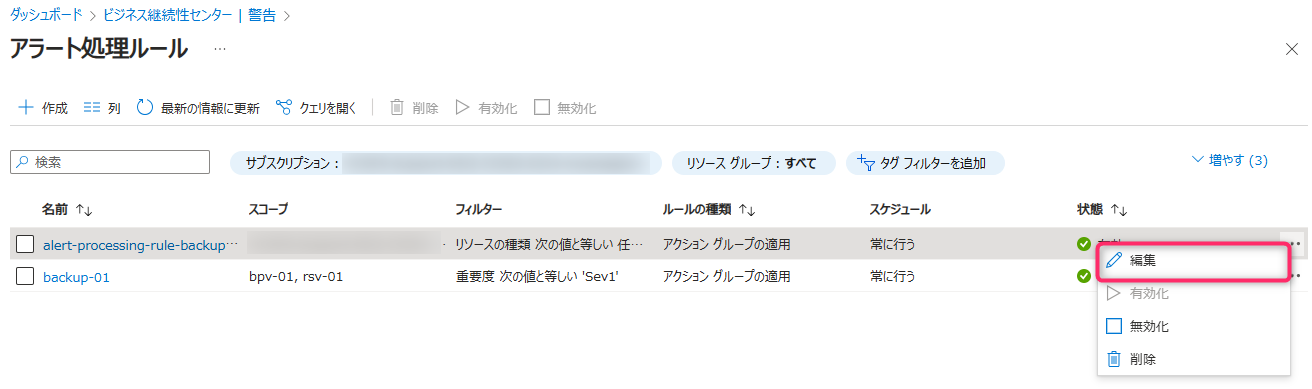 ダッシュボード > ビジネス継続性センター | 警告 >
アラート処理ルール ...
作成 列 最新の情報に更新 クエリを開く 削除 有効化 無効化
検索 サブスクリプション : リソース グループ : すべて タグ フィルターを追加 増やす (3)
名前 スコープ フィルター ルールの種類 スケジュール 状態
alert-processing-rule-backup… リソースの種類 次の値と等しい 任… アクション グループの適用 常に行う
編集
backup-01 bpv-01, rsv-01 重要度 次の値と等しい 'Sev1' アクション グループの適用 常に行う
有効化
無効化
削除